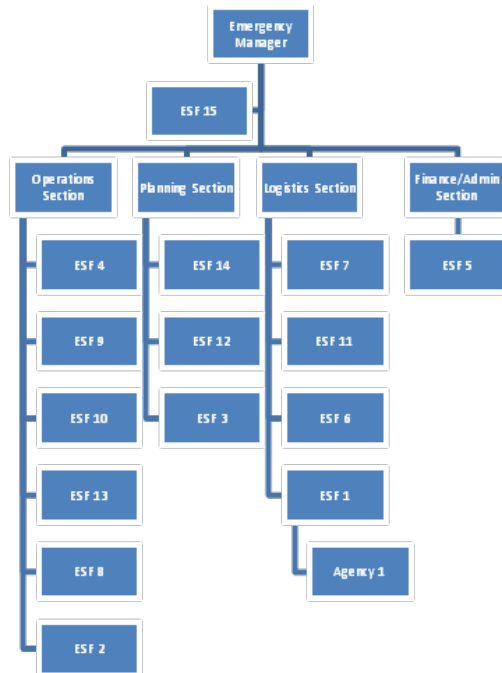 Emergency
Manager
ESF 15
Operations
Section
Planning Section
Logistics Section
Finance/Admin
Section
ESF 4
ESF 14
ESF 7
ESF 5
ESF 9
ESF 12
ESF 11
ESF 10
ESF 3
ESF 6
ESF 13
ESF 1
ESF 8
Agency 1
ESF 2